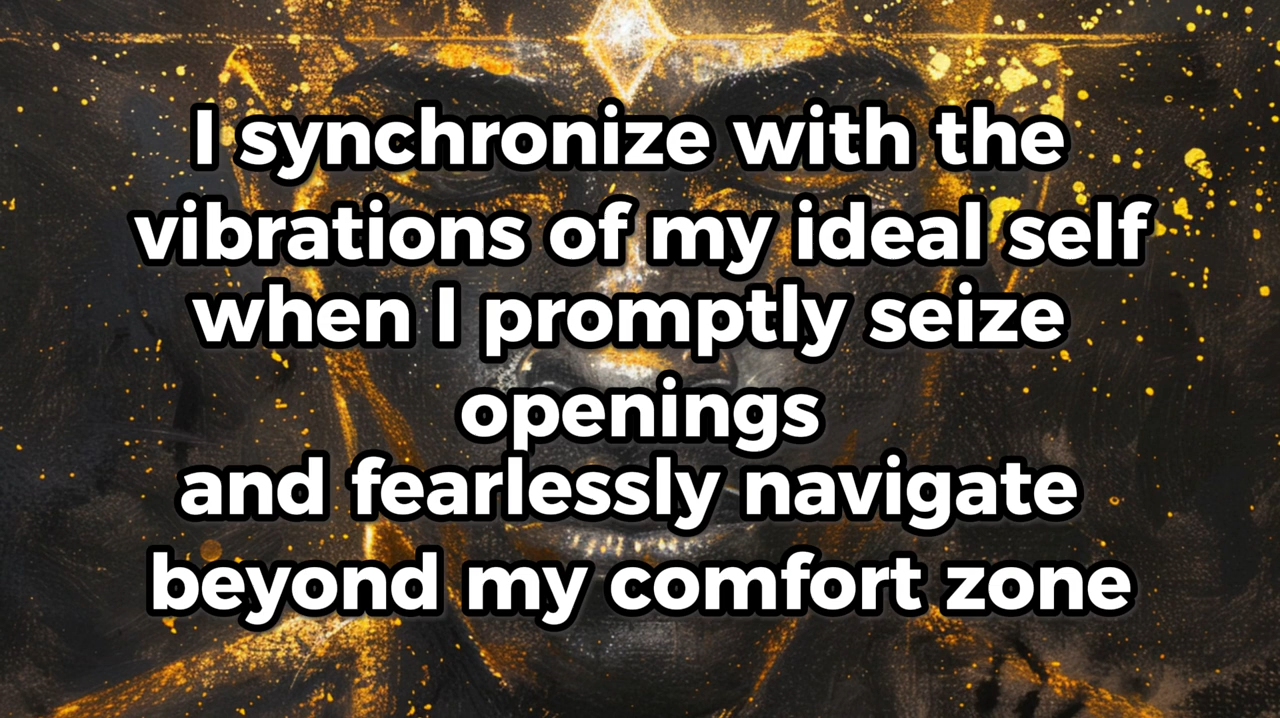 I synchronize with the
vibrations of my ideal self
when I promptly seize
openings
and fearlessly navigate
beyond my comfort zone